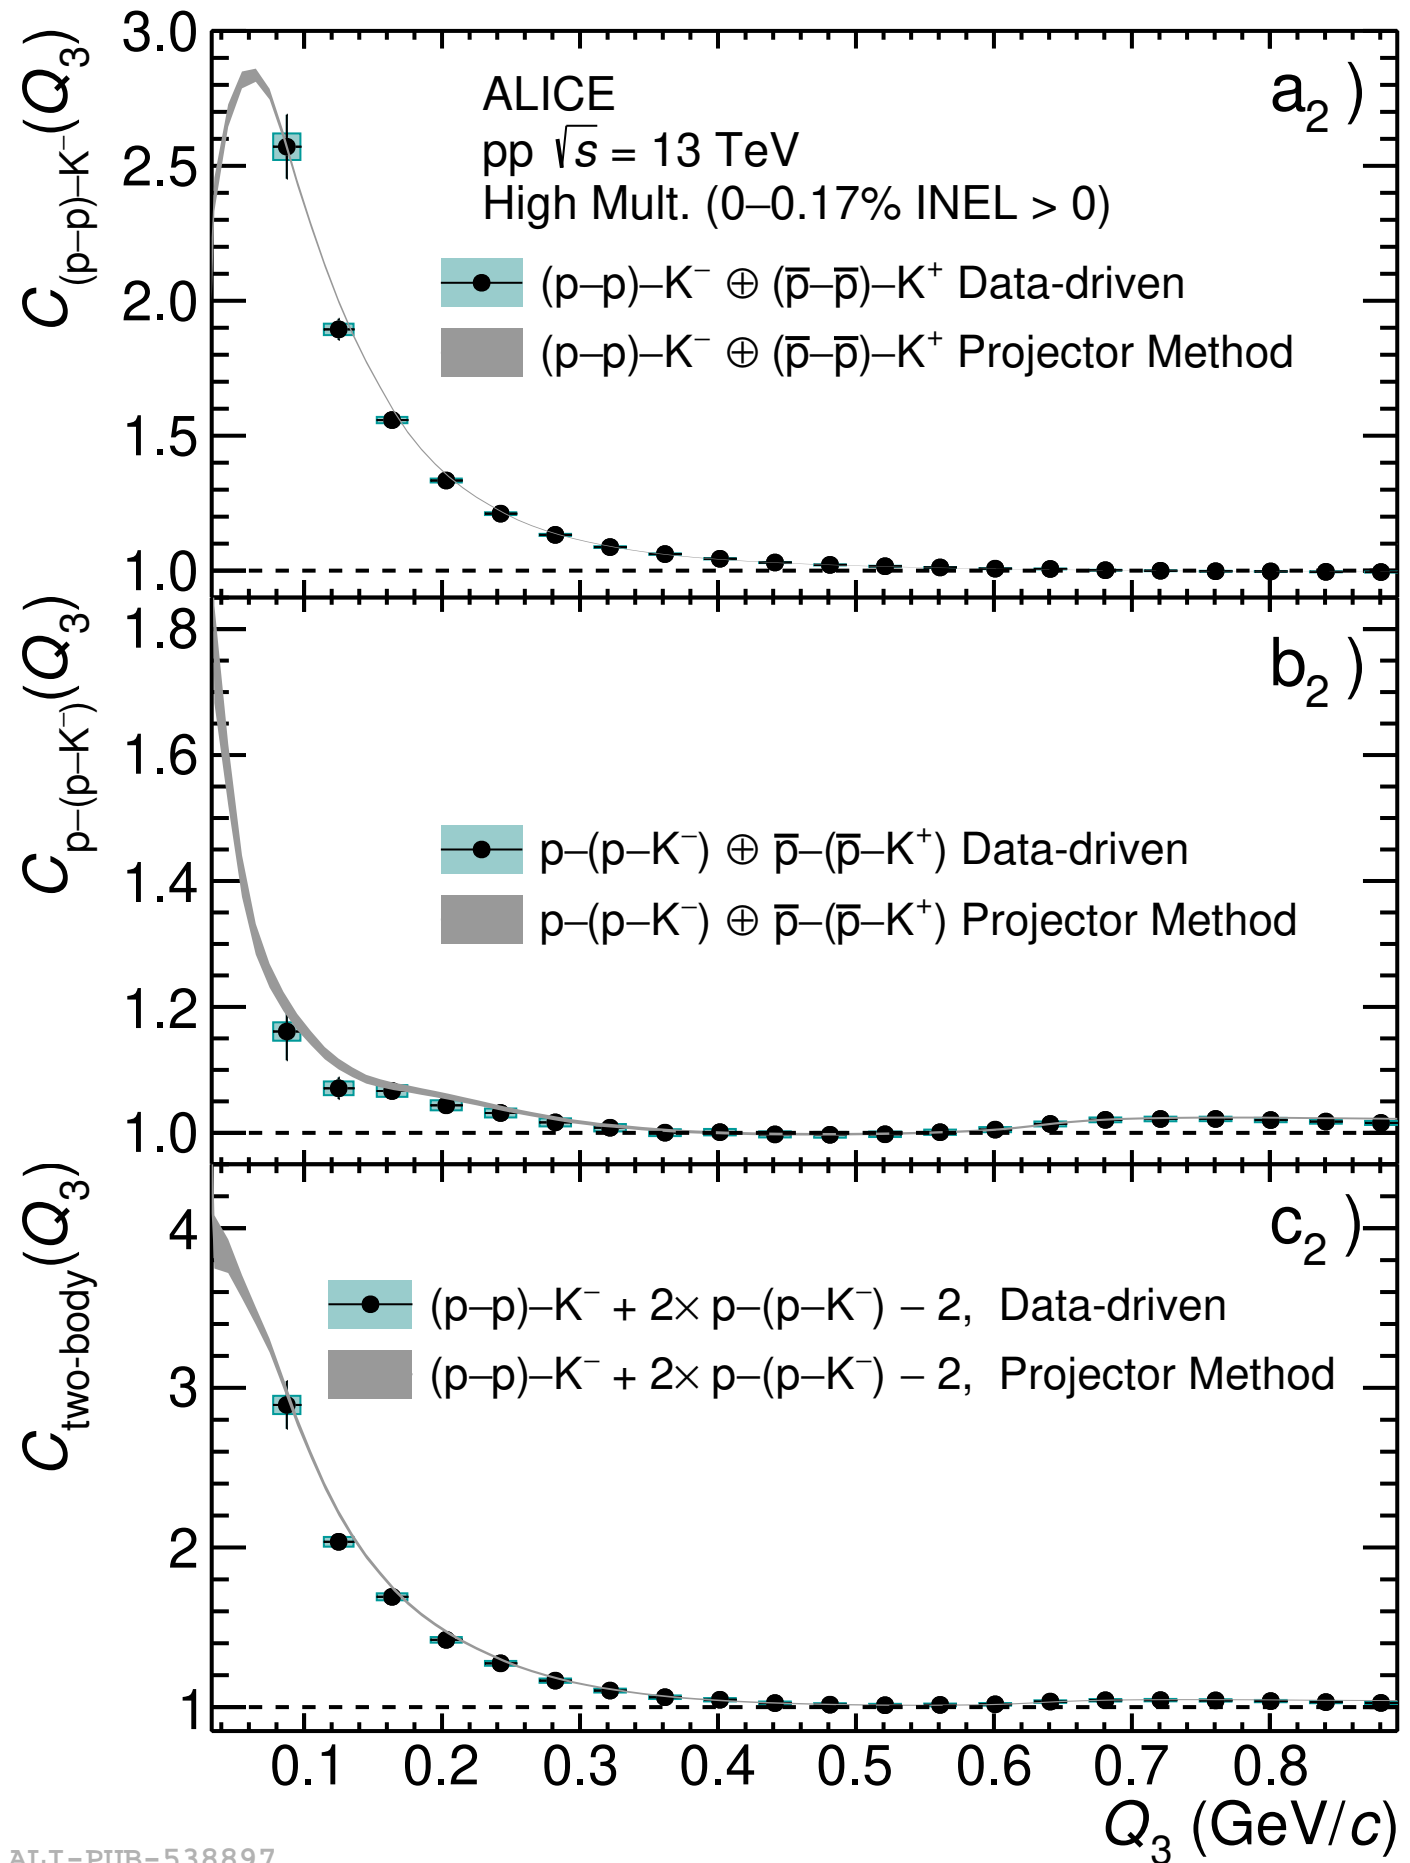 C(p–p)–K⁻(Q₃)
3.0
2.5
2.0
1.5
1.0
a₂)
ALICE
pp √s = 13 TeV
High Mult. (0–0.17% INEL > 0)
(p–p)–K⁻ ⊕ (p̅–p̅)–K⁺ Data-driven
(p–p)–K⁻ ⊕ (p̅–p̅)–K⁺ Projector Method
Cp–(p–K⁻)(Q₃)
1.8
1.6
1.4
1.2
1.0
b₂)
p–(p–K⁻) ⊕ p̅–(p̅–K⁺) Data-driven
p–(p–K⁻) ⊕ p̅–(p̅–K⁺) Projector Method
Ctwo-body(Q₃)
4
3
2
1
c₂)
(p–p)–K⁻ + 2× p–(p–K⁻) – 2, Data-driven
(p–p)–K⁻ + 2× p–(p–K⁻) – 2, Projector Method
0.1 0.2 0.3 0.4 0.5 0.6 0.7 0.8
Q₃ (GeV/c)
ALI-PUB-538897